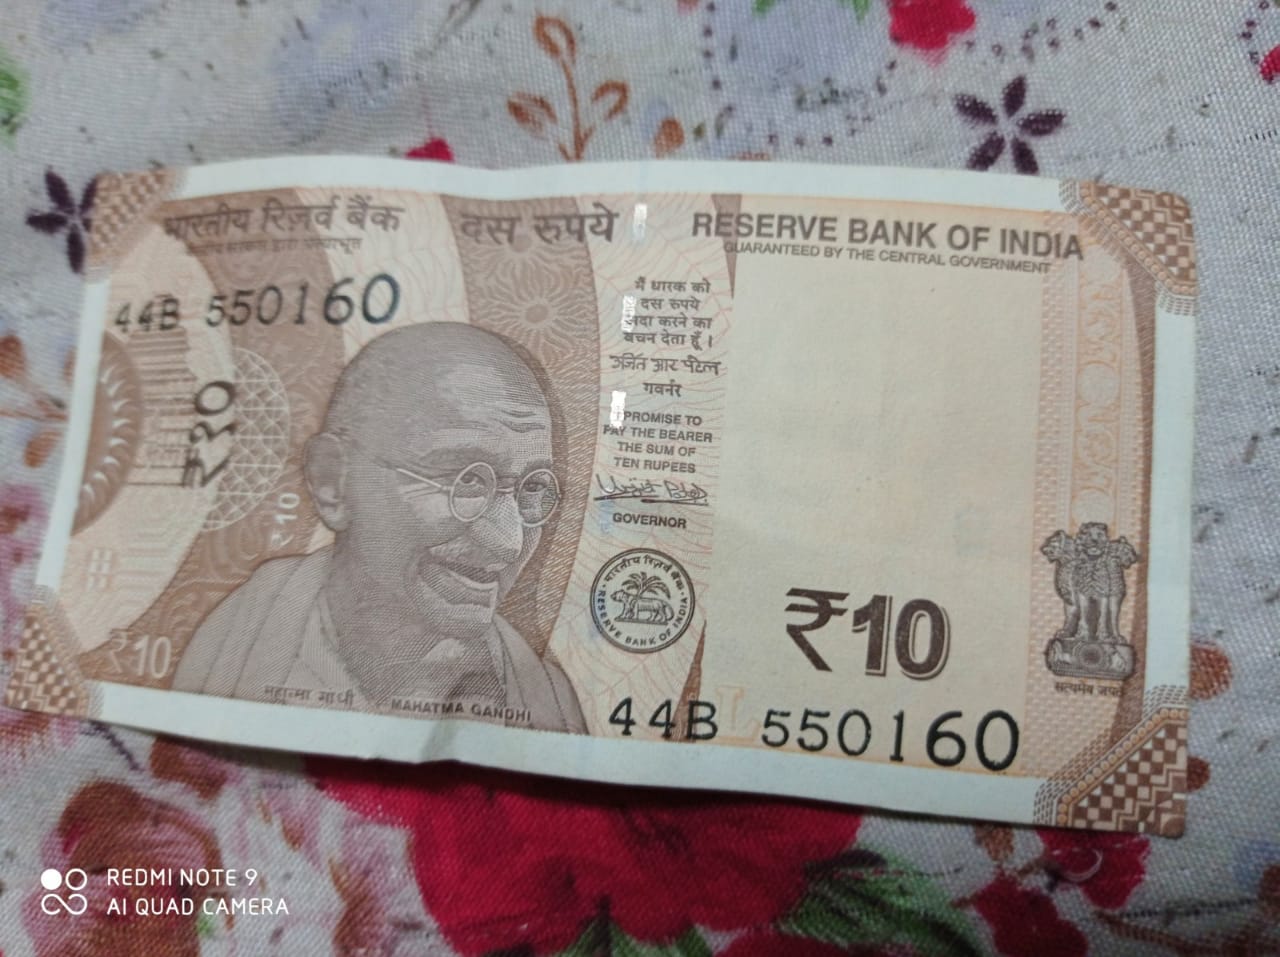 भारतीय रिज़र्व बैंक
दस रुपये
RESERVE BANK OF INDIA
GUARANTEED BY THE CENTRAL GOVERNMENT
44B 550160
मैं धारक को
दस रुपये
अदा करने का
वचन देता हूँ।
उर्जित आर पटेल
गवर्नर
I PROMISE TO
PAY THE BEARER
THE SUM OF
TEN RUPEES
Urjit Patel
GOVERNOR
भारतीय रिज़र्व बैंक
RESERVE BANK OF INDIA
₹१०
₹10
₹10
₹10
महात्मा गांधी
MAHATMA GANDHI
44B 550160
सत्यमेव जयते
REDMI NOTE 9
AI QUAD CAMERA